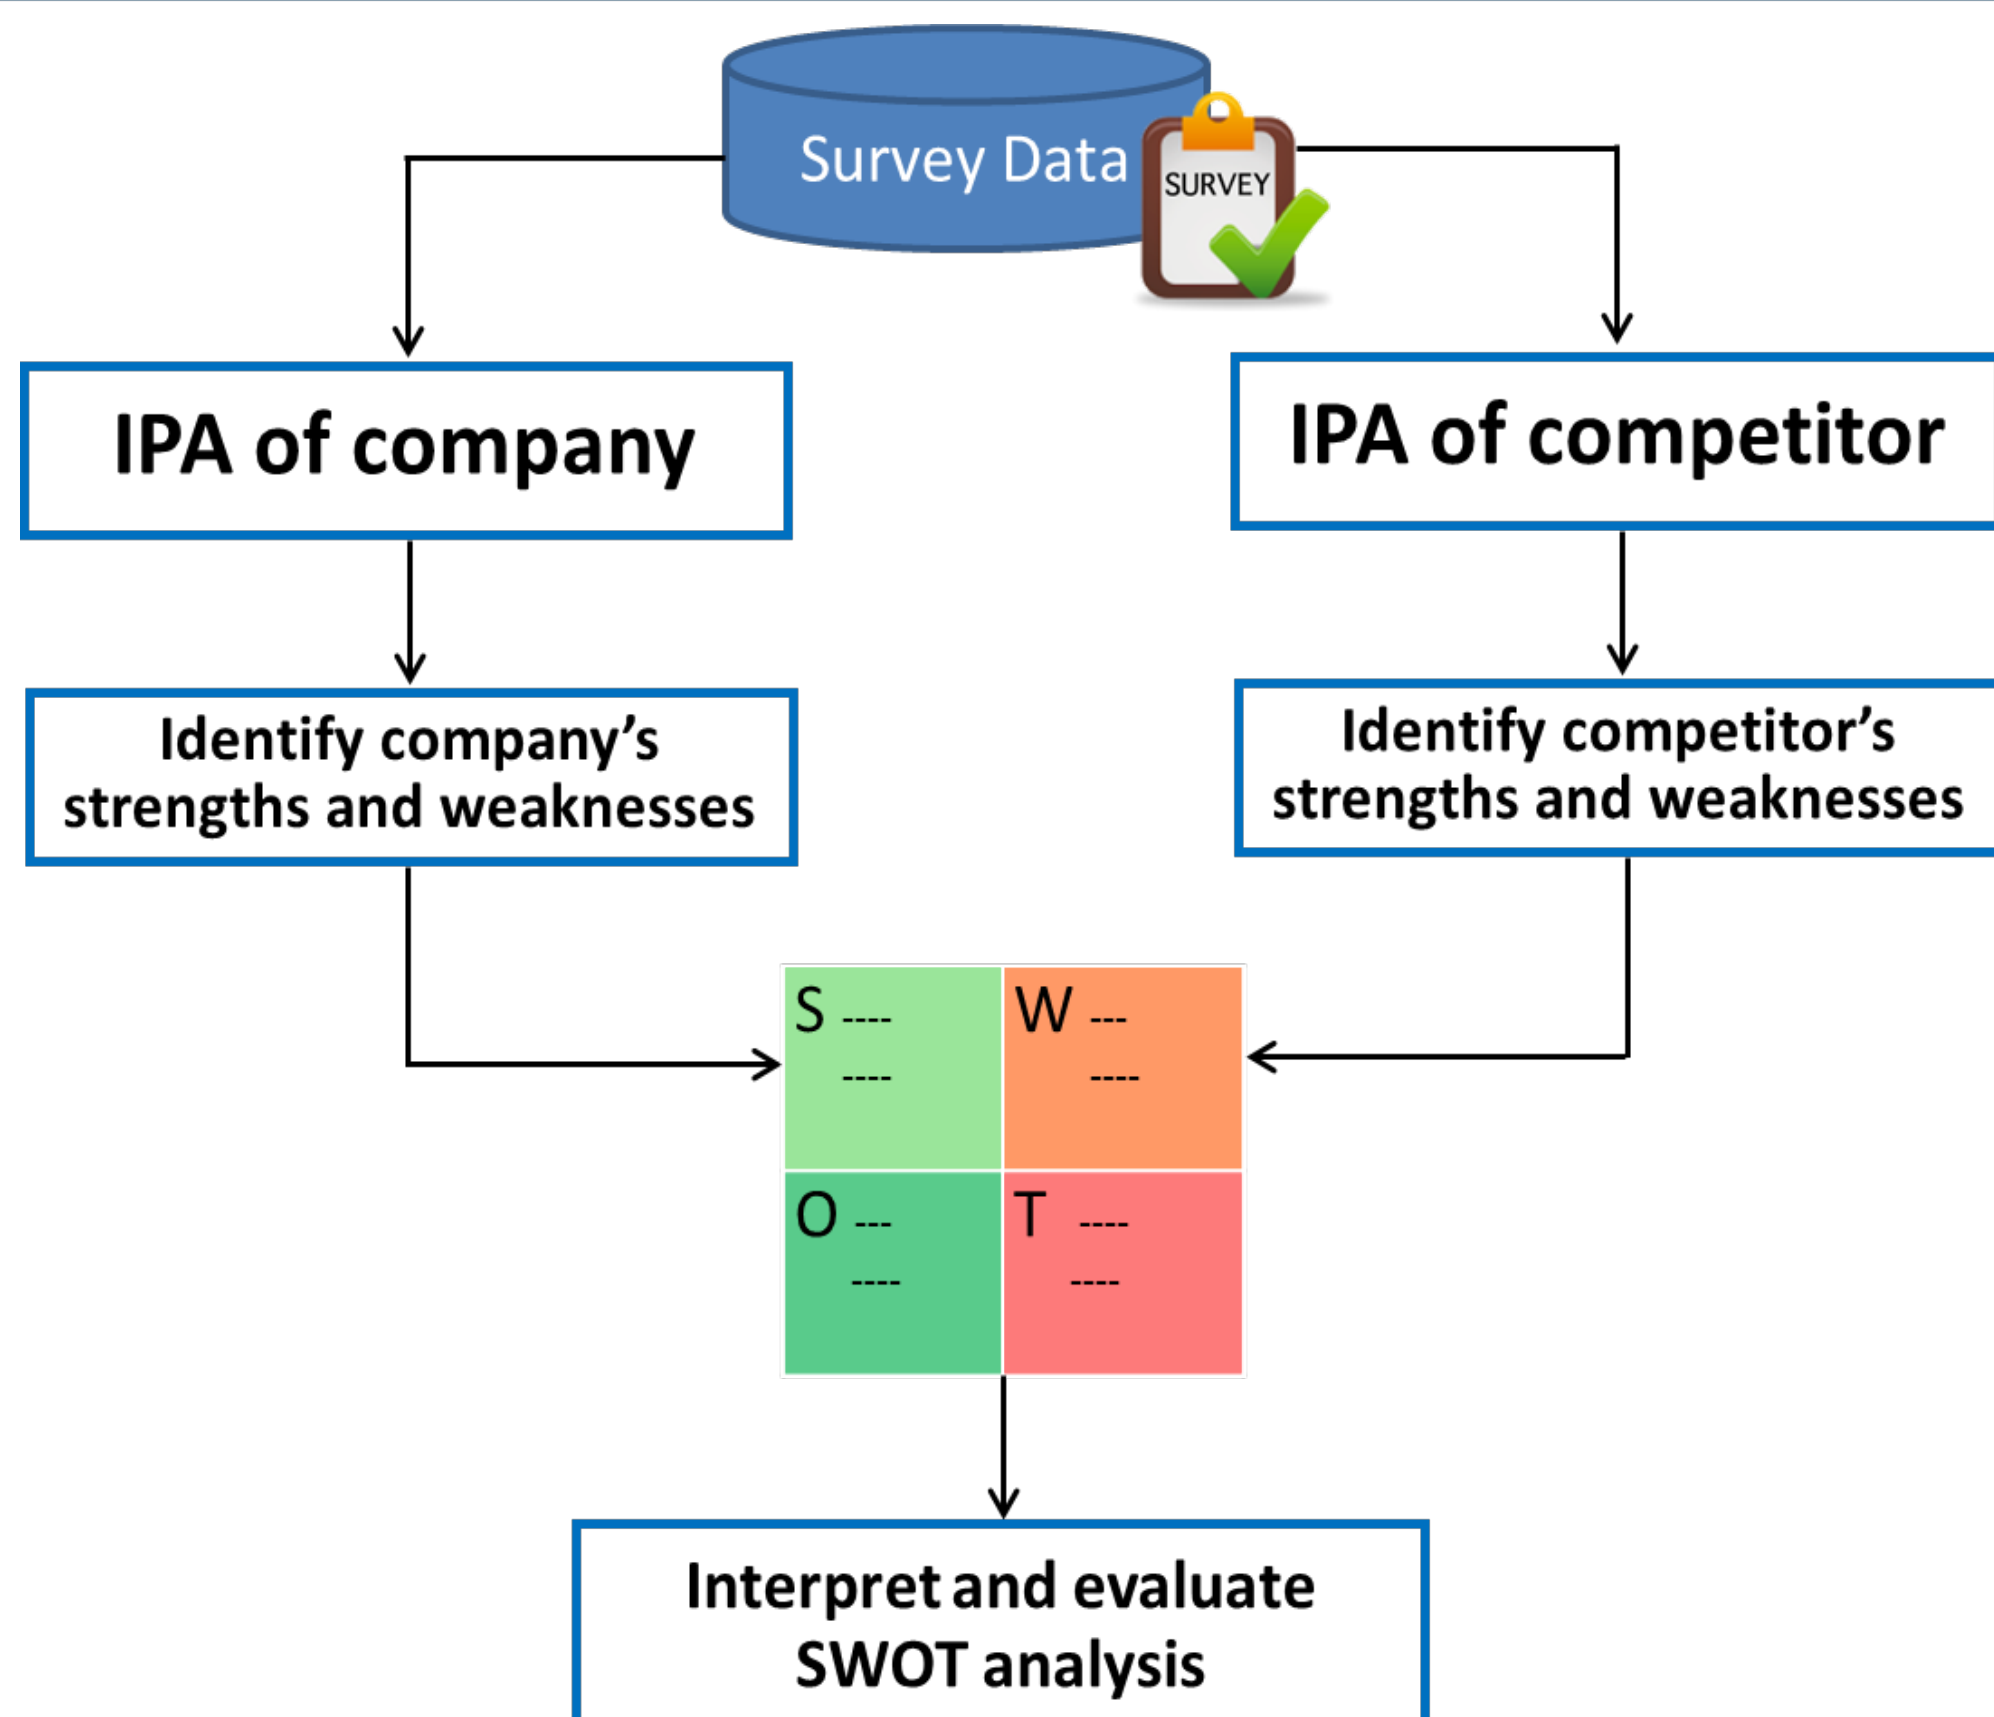 Survey Data
SURVEY
IPA of company
IPA of competitor
Identify company’s
strengths and weaknesses
Identify competitor’s
strengths and weaknesses
S ----
----
W ---
----
O ---
----
T ----
----
Interpret and evaluate
SWOT analysis